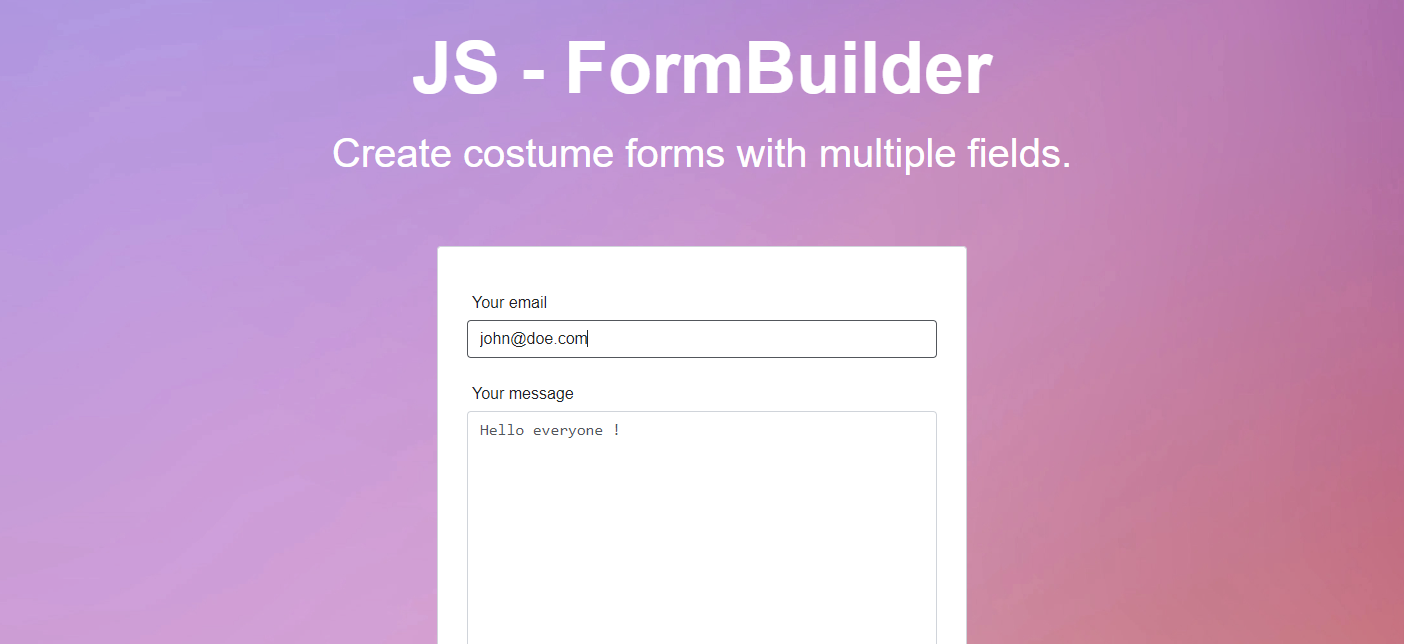 JS - FormBuilder
Create costume forms with multiple fields.
Your email
john@doe.com
Your message
Hello everyone !